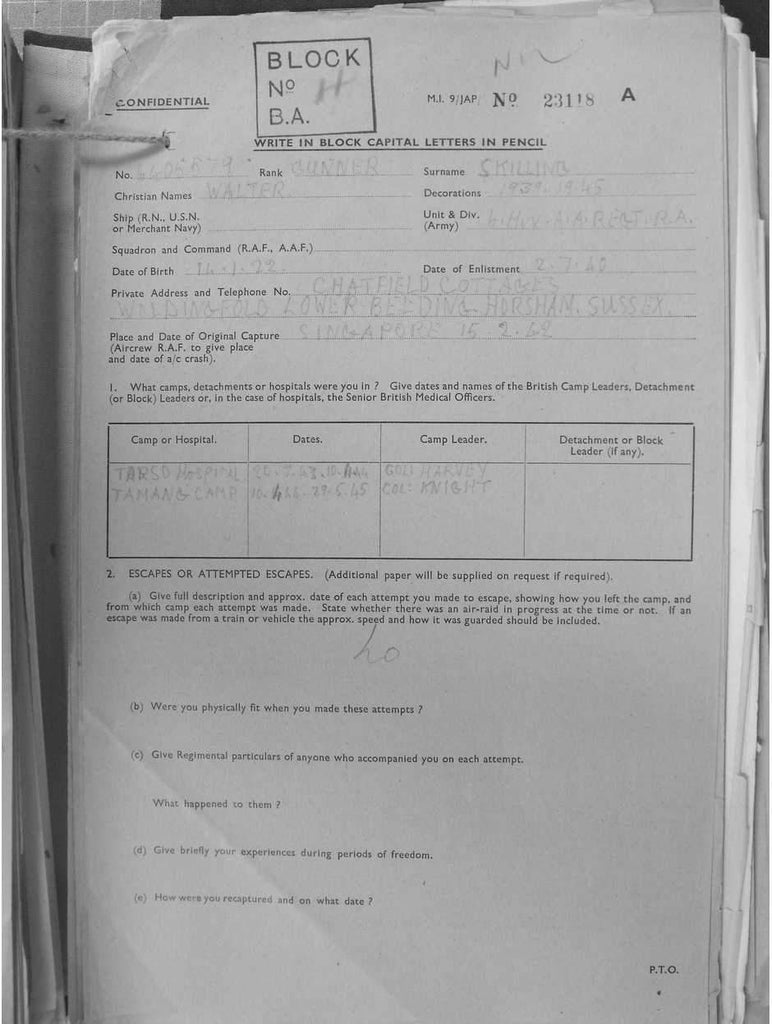 BLOCK
Nº
B.A.
NIL
CONFIDENTIAL
M.I. 9/JAP. Nº 23118 A
WRITE IN BLOCK CAPITAL LETTERS IN PENCIL
No. Rank GUNNER Surname SKILLING
Christian Names WALTER Decorations 1939-1945
Ship (R.N., U.S.N. or Merchant Navy)
Unit & Div. (Army) A.A REGT. R.A.
Squadron and Command (R.A.F., A.A.F.)
Date of Birth 14.1.22. Date of Enlistment 2.7.40
Private Address and Telephone No. CHATFIELD COTTAGES
LOWER BEEDING. HORSHAM. SUSSEX.
Place and Date of Original Capture SINGAPORE 15.2.42
(Aircrew R.A.F. to give place
and date of a/c crash).
1. What camps, detachments or hospitals were you in ? Give dates and names of the British Camp Leaders, Detachment
(or Block) Leaders or, in the case of hospitals, the Senior British Medical Officers.
Camp or Hospital. Dates. Camp Leader. Detachment or Block
Leader (if any).
TARSO HOSPITAL HARVEY
TAMANG CAMP COL: KNIGHT
2. ESCAPES OR ATTEMPTED ESCAPES. (Additional paper will be supplied on request if required).
(a) Give full description and approx. date of each attempt you made to escape, showing how you left the camp, and
from which camp each attempt was made. State whether there was an air-raid in progress at the time or not. If an
escape was made from a train or vehicle the approx. speed and how it was guarded should be included.
No
(b) Were you physically fit when you made these attempts ?
(c) Give Regimental particulars of anyone who accompanied you on each attempt.
What happened to them ?
(d) Give briefly your experiences during periods of freedom.
(e) How were you recaptured and on what date ?
P.T.O.